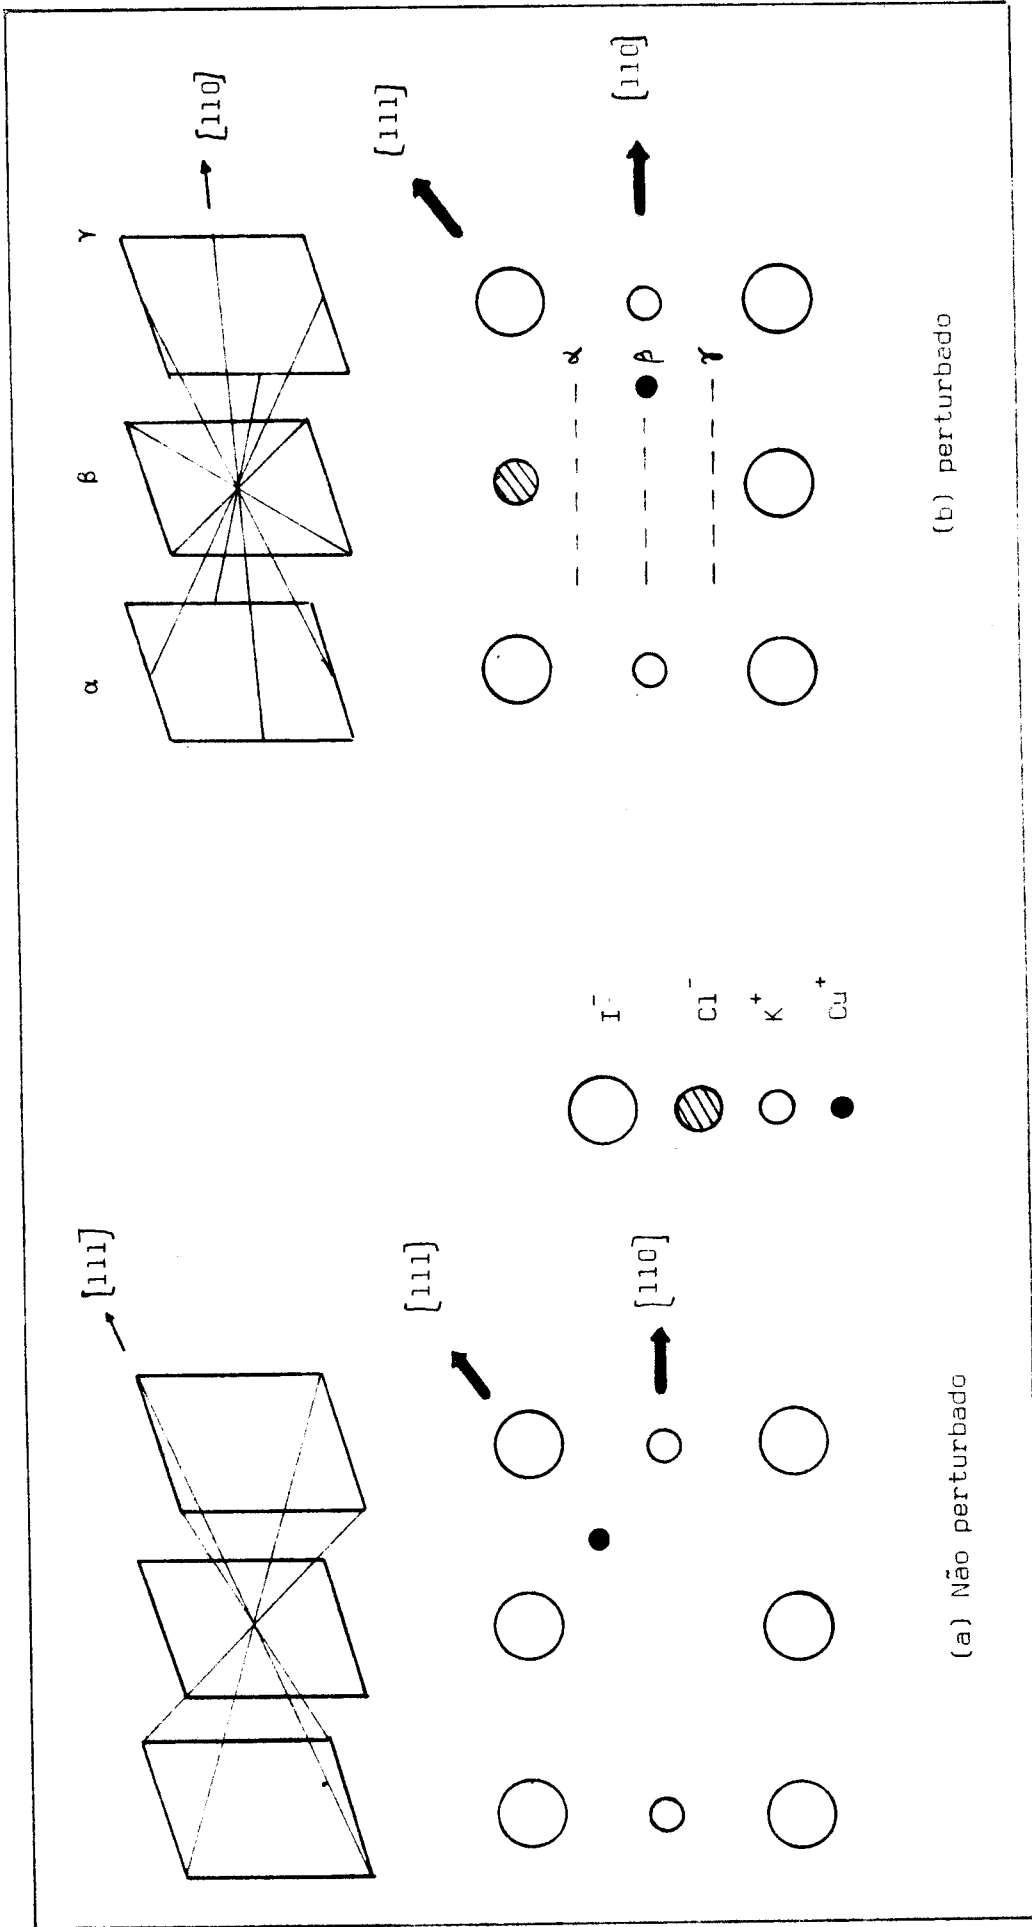 [111]
[111]
[110]
(a) Não perturbado
I⁻
Cl⁻
K⁺
Cu⁺
α
β
γ
[110]
[111]
α
β
γ
[110]
(b) perturbado